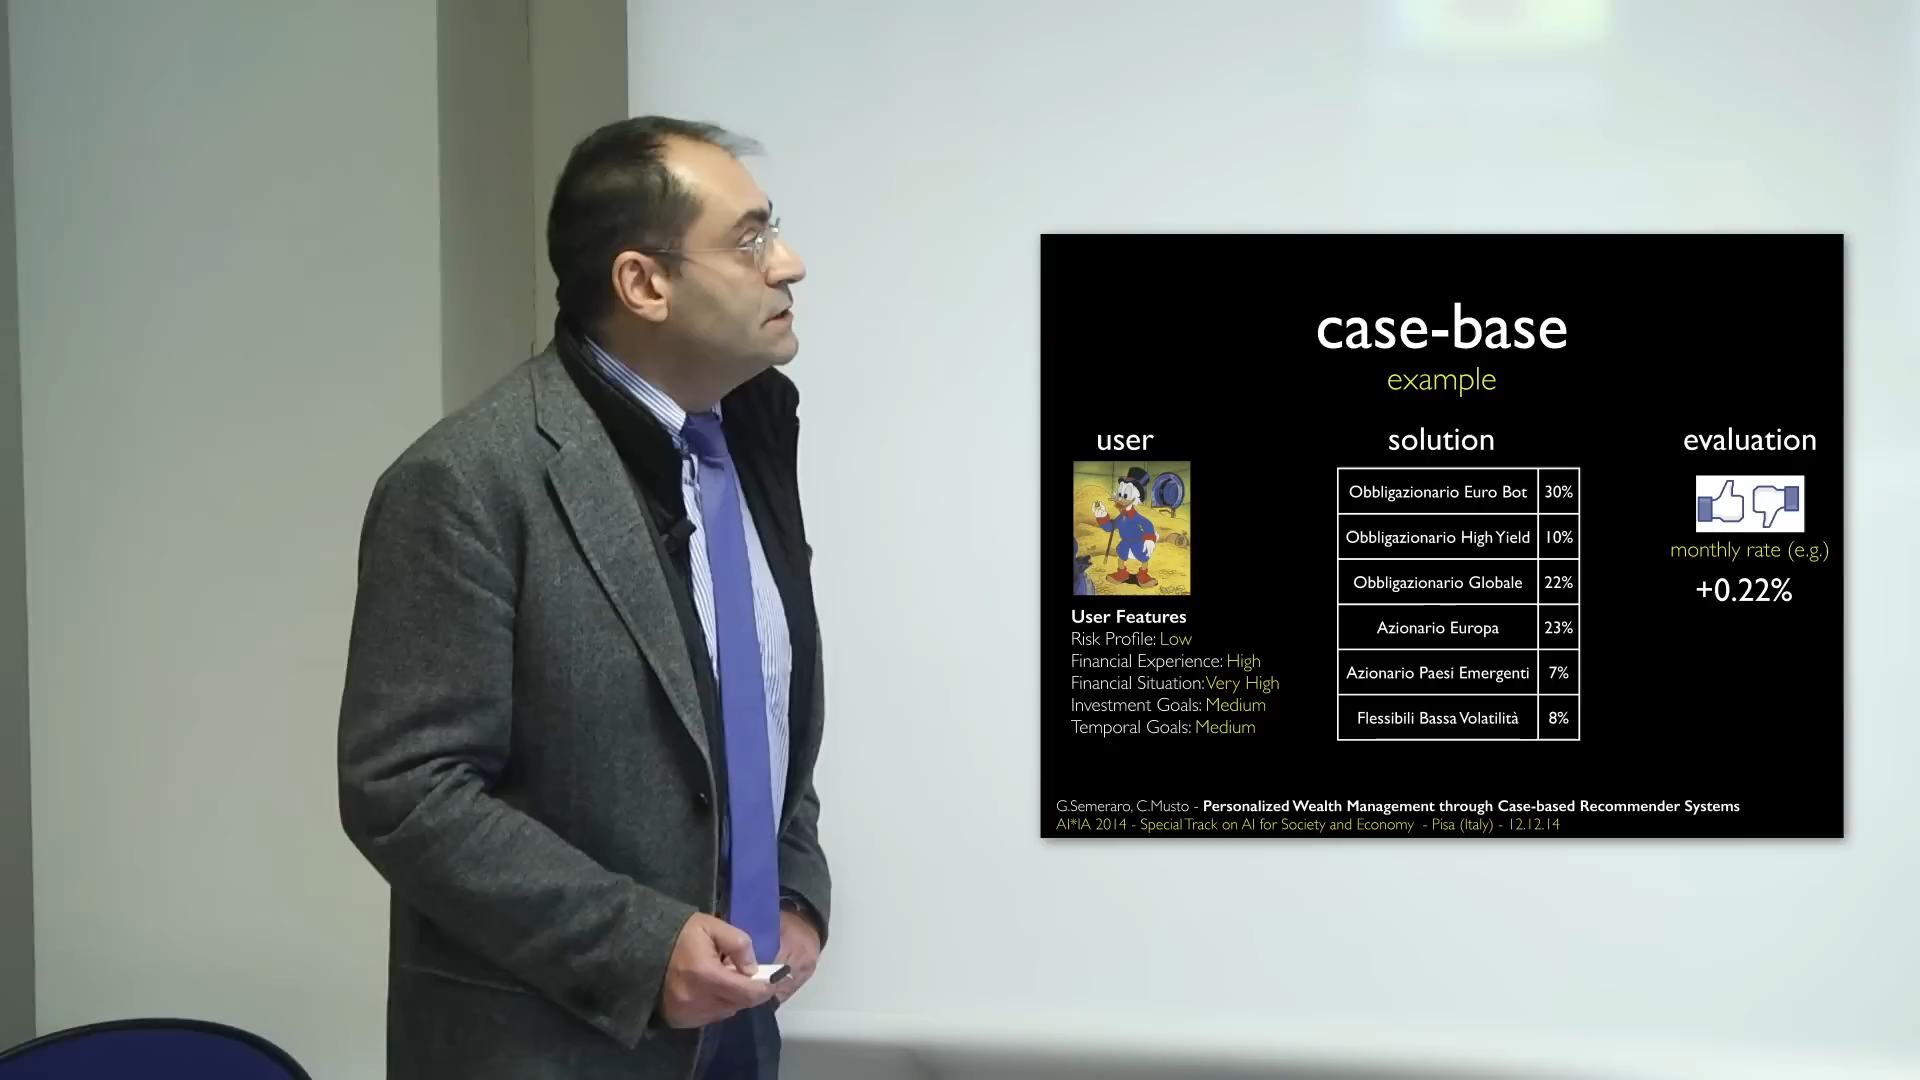 case-base
example
user
solution
evaluation
Obbligazionario Euro Bot 30%
Obbligazionario High Yield 10%
Obbligazionario Globale 22%
Azionario Europa 23%
Azionario Paesi Emergenti 7%
Flessibili Bassa Volatilità 8%
monthly rate (e.g.)
+0.22%
User Features
Risk Profile: Low
Financial Experience: High
Financial Situation: Very High
Investment Goals: Medium
Temporal Goals: Medium
G.Semeraro, C.Musto - Personalized Wealth Management through Case-based Recommender Systems
AI*IA 2014 - Special Track on AI for Society and Economy - Pisa (Italy) - 12.12.14